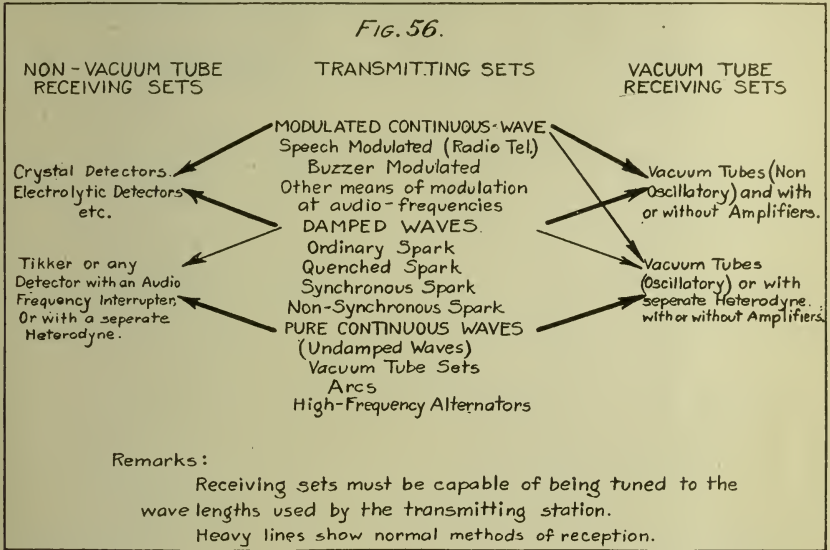 FIG. 56.
NON-VACUUM TUBE
RECEIVING SETS
Crystal Detectors.
Electrolytic Detectors
etc.
Tikker or any
Detector with an Audio
Frequency Interrupter,
Or with a seperate
Heterodyne.
TRANSMITTING SETS
MODULATED CONTINUOUS-WAVE
Speech Modulated (Radio Tel.)
Buzzer Modulated
Other means of modulation
at audio-frequencies
DAMPED WAVES.
Ordinary Spark
Quenched Spark
Synchronous Spark
Non-Synchronous Spark
PURE CONTINUOUS WAVES
(Undamped Waves)
Vacuum Tube Sets
Arcs
High-Frequency Alternators
VACUUM TUBE
RECEIVING SETS
Vacuum Tubes (Non
Oscillatory) and with
or without Amplifiers.
Vacuum Tubes
(Oscillatory) or with
seperate Heterodyne.
with or without Amplifiers.
Remarks:
Receiving sets must be capable of being tuned to the
wave lengths used by the transmitting station.
Heavy lines show normal methods of reception.